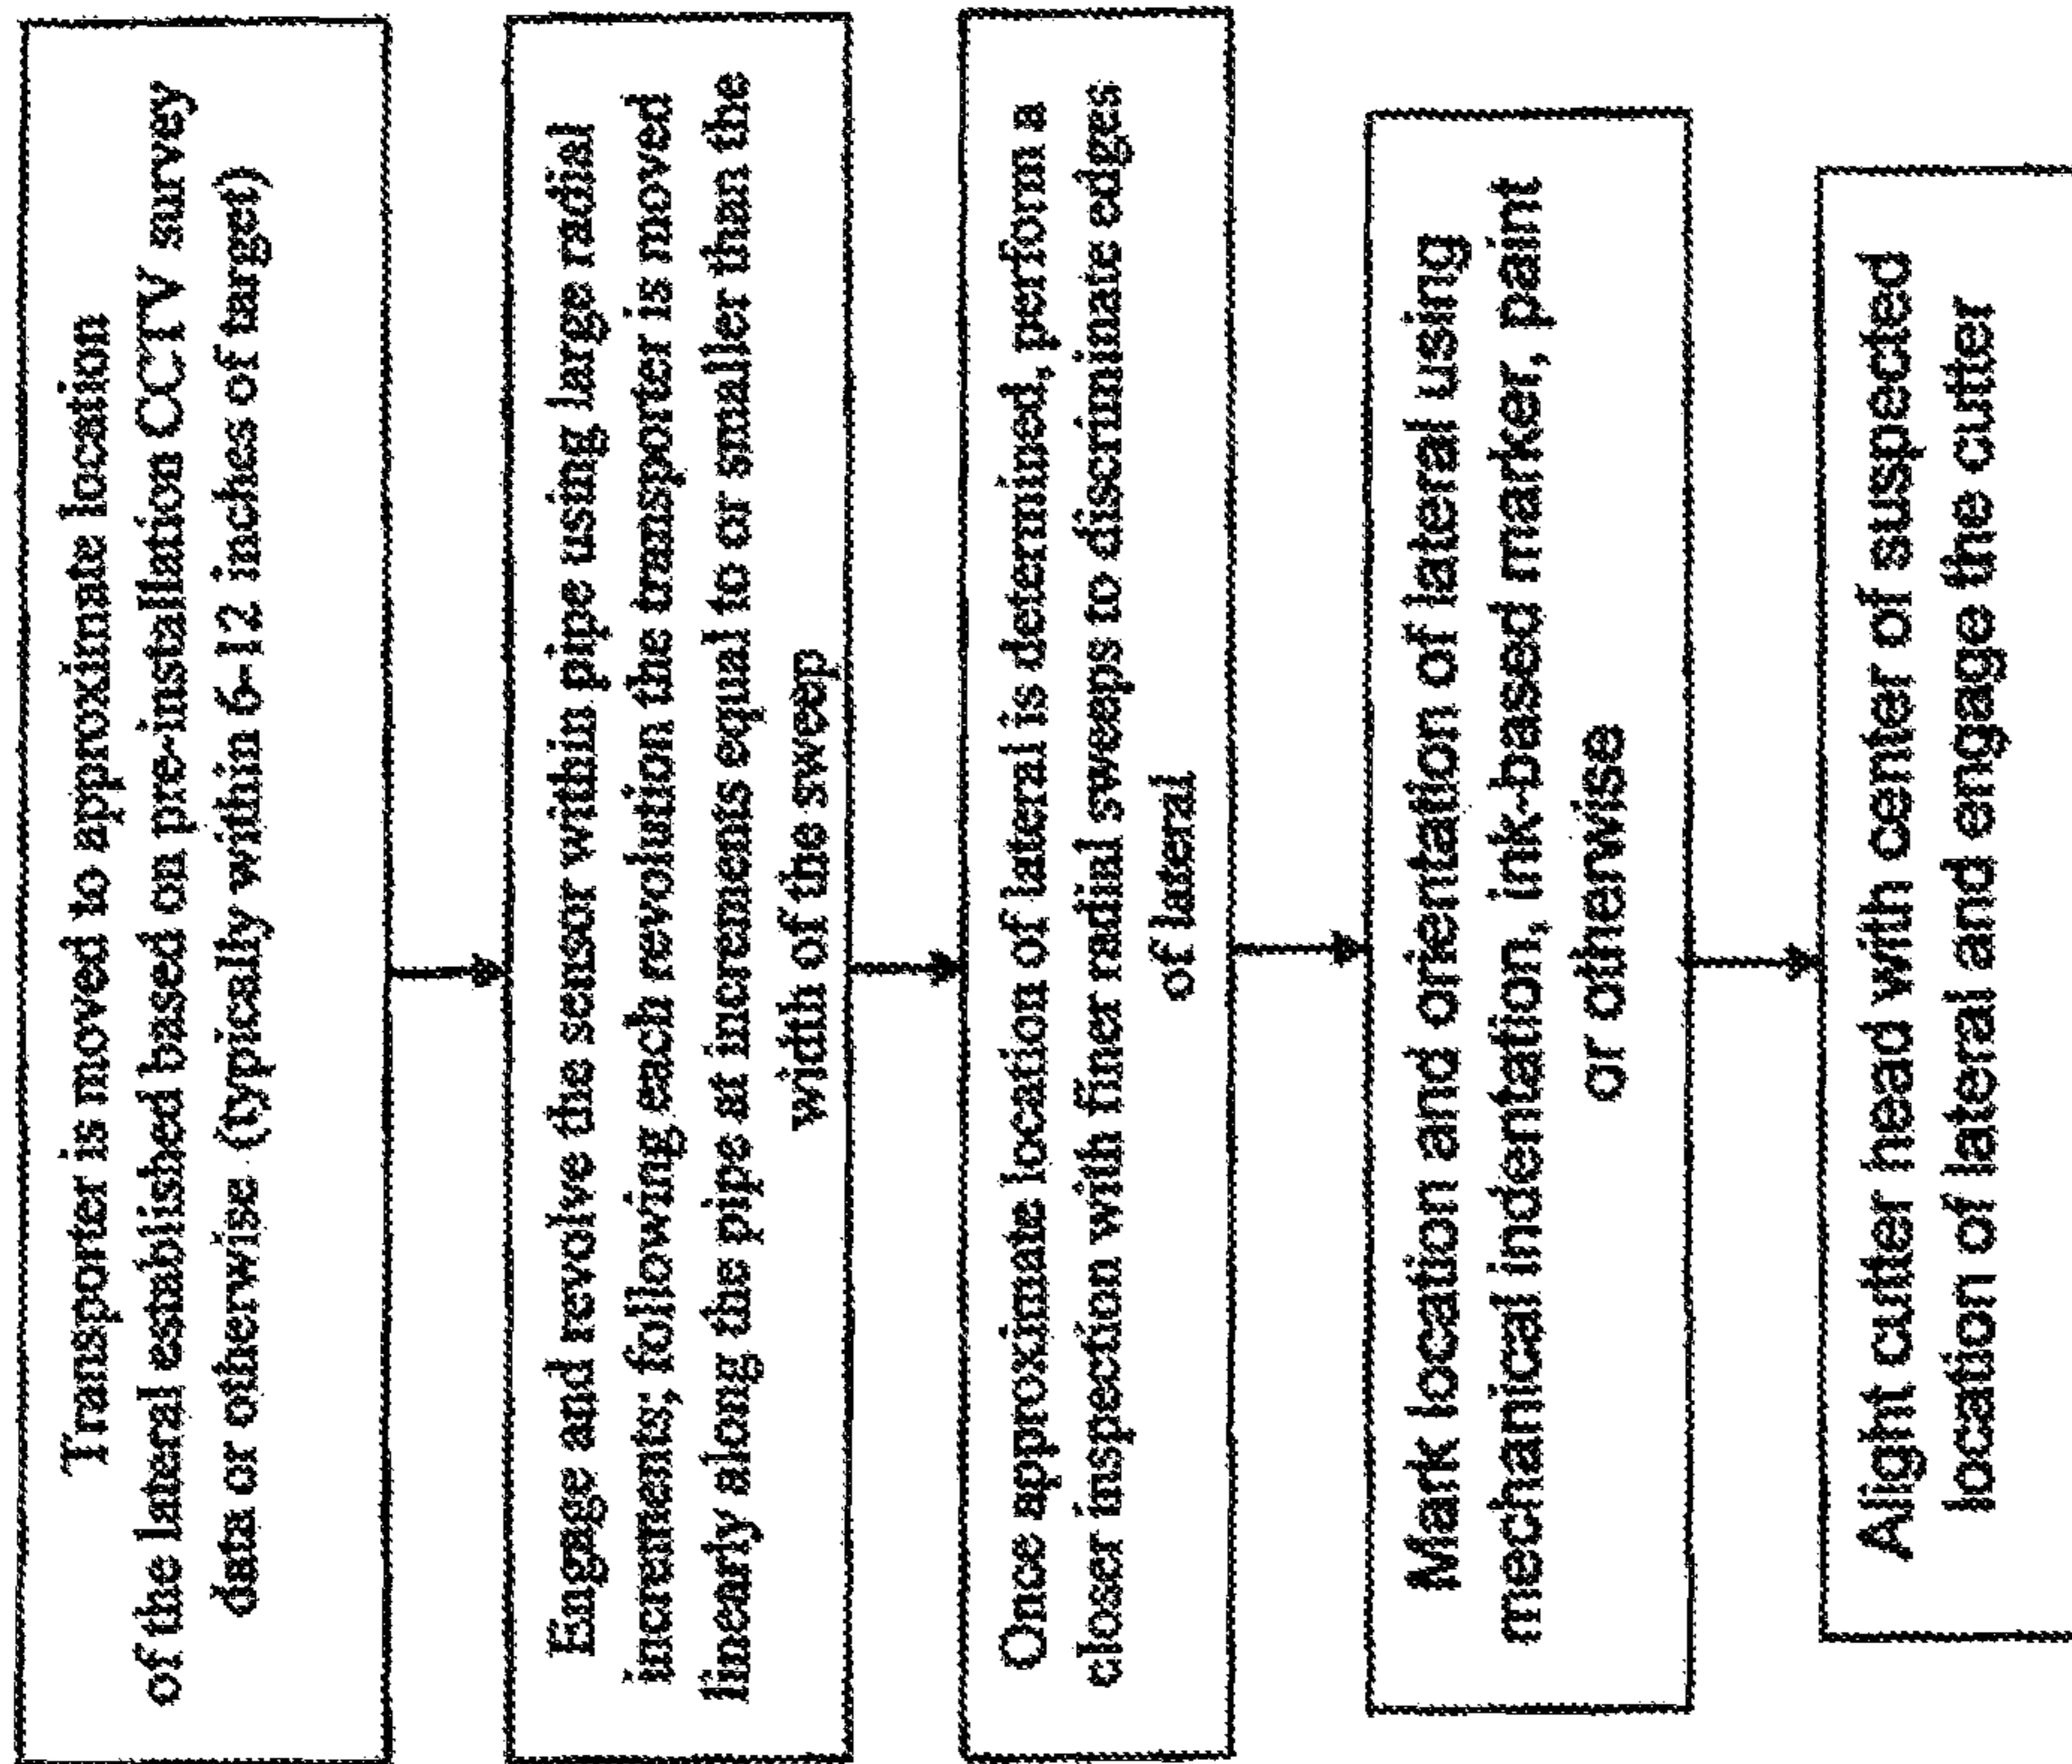 Transporter is moved to approximate location
of the lateral established based on pre-installation CCTV survey
data or otherwise (typically within 6-12 inches of target)
Engage and revolve the sensor within pipe using large radial
increments; following each revolution the transporter is moved
linearly along the pipe at increments equal to or smaller than the
width of the sweep
Once approximate location of lateral is determined, perform a
closer inspection with finer radial sweeps to discriminate edges
of lateral
Mark location and orientation of lateral using
mechanical indentation, ink-based marker, paint
or otherwise
Alight cutter head with center of suspected
location of lateral and engage the cutter